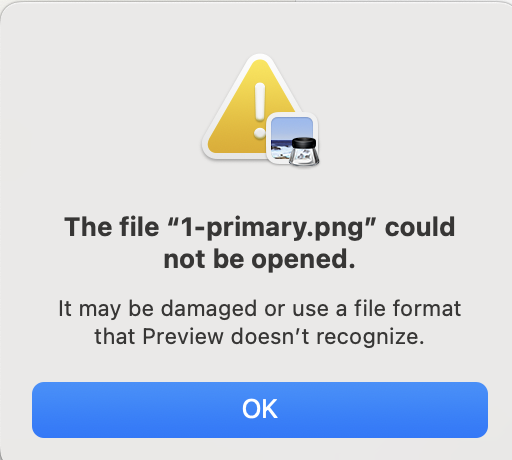 The file “1-primary.png” could
not be opened.
It may be damaged or use a file format
that Preview doesn’t recognize.
OK